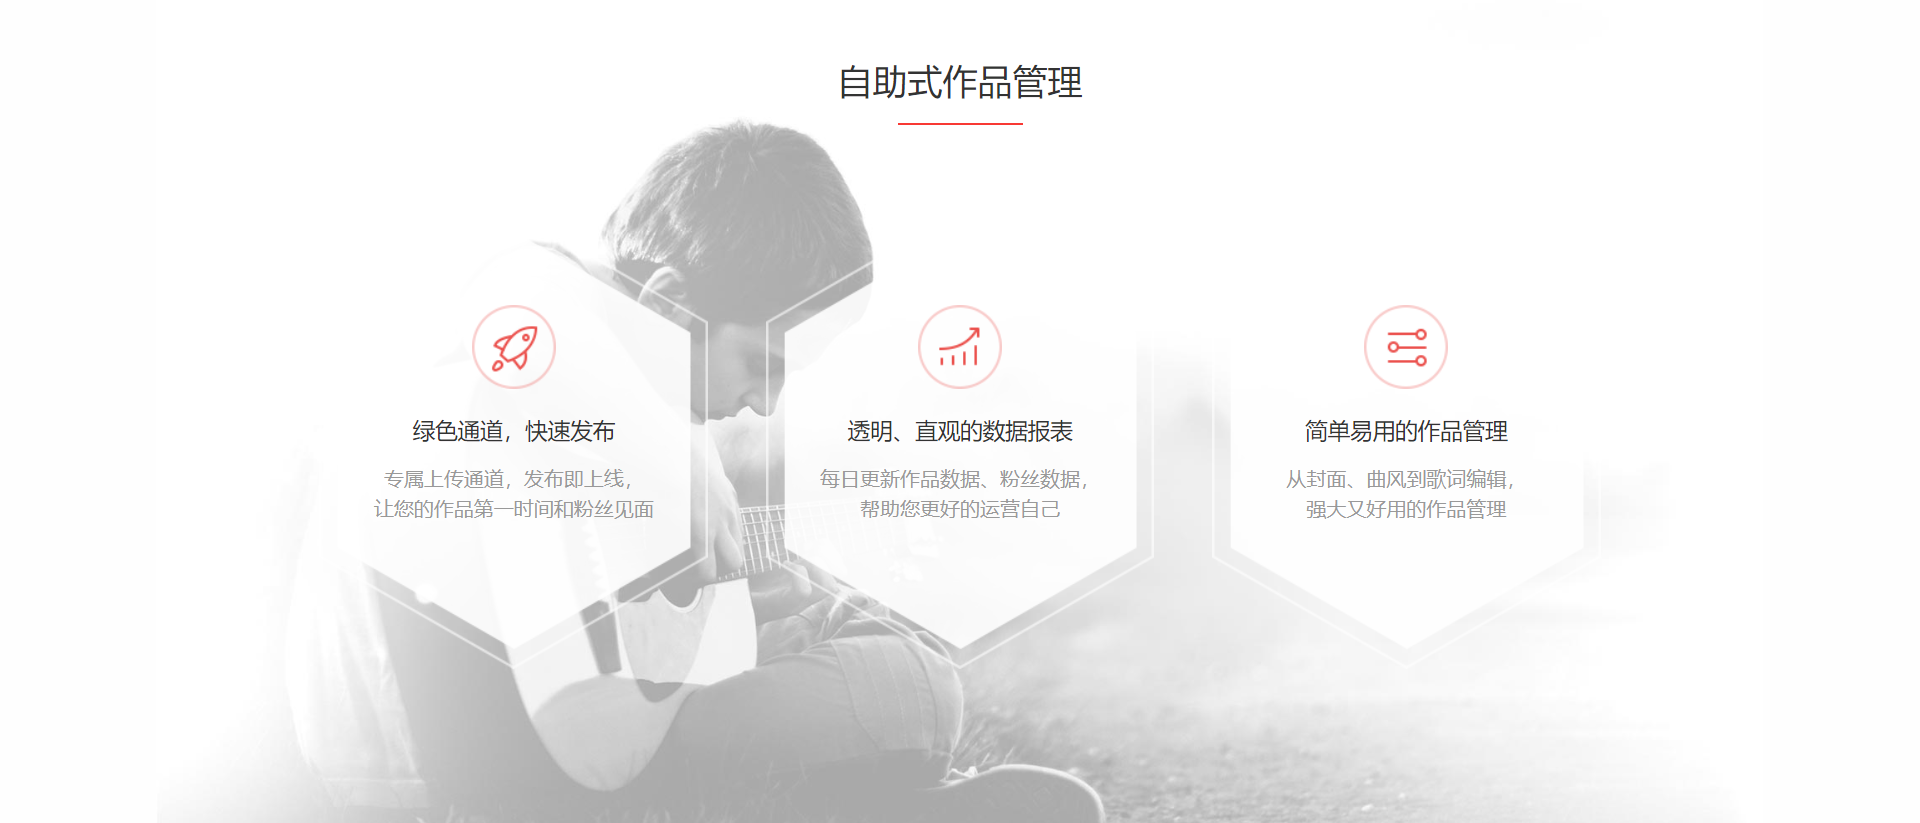 自助式作品管理
绿色通道，快速发布
专属上传通道，发布即上线，
让您的作品第一时间和粉丝见面
透明、直观的数据报表
每日更新作品数据、粉丝数据，
帮助您更好的运营自己
简单易用的作品管理
从封面、曲风到歌词编辑，
强大又好用的作品管理